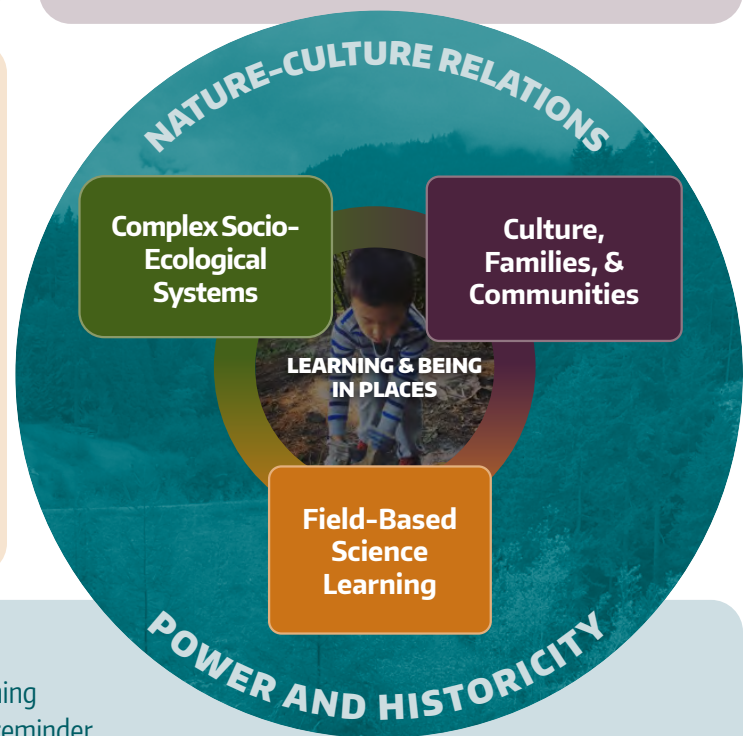 NATURE-CULTURE RELATIONS
Complex Socio-
Ecological
Systems
Culture,
Families, &
Communities
LEARNING & BEING
IN PLACES
Field-Based
Science
Learning
POWER AND HISTORICITY
reminder